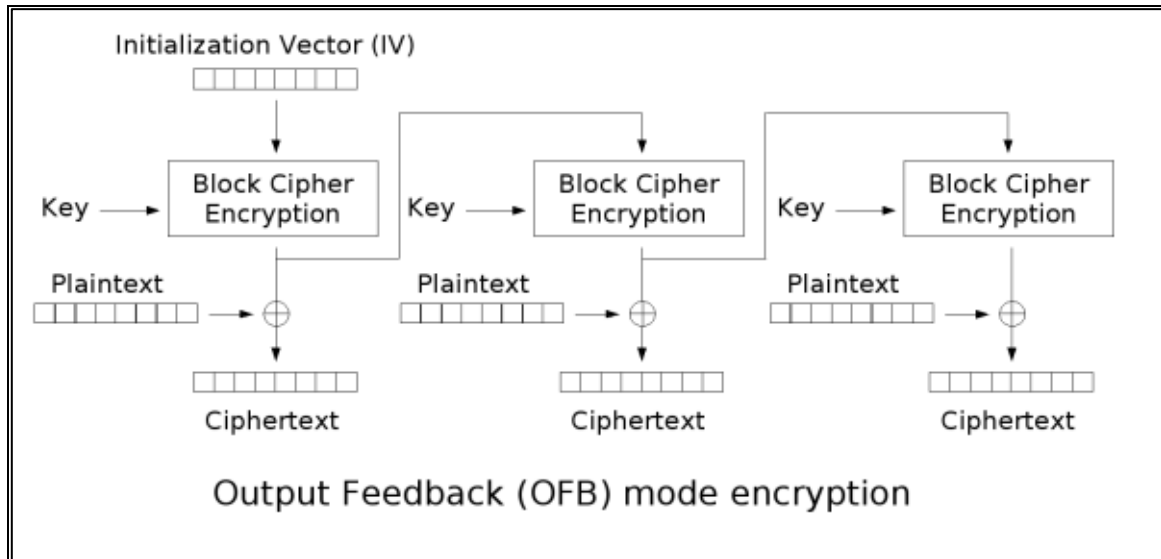 Initialization Vector (IV)
Block Cipher
Encryption
Block Cipher
Encryption
Block Cipher
Encryption
Key
Key
Key
Plaintext
Plaintext
Plaintext
Ciphertext
Ciphertext
Ciphertext
Output Feedback (OFB) mode encryption